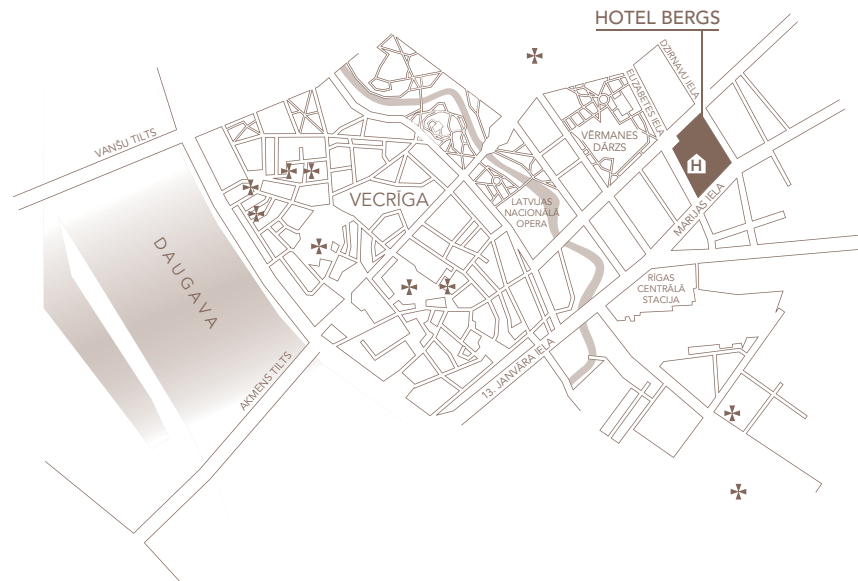 HOTEL BERGS
DZIRNAVU IELA
ELIZABETES IELA
VĒRMANES
DĀRZS
VANŠU TILTS
H
VECRĪGA
LATVIJAS
NACIONĀLĀ
OPERA
MARIJAS IELA
DAUGAVA
RĪGAS
CENTRĀLĀ
STACIJA
AKMENS TILTS
13. JANVĀRA IELA